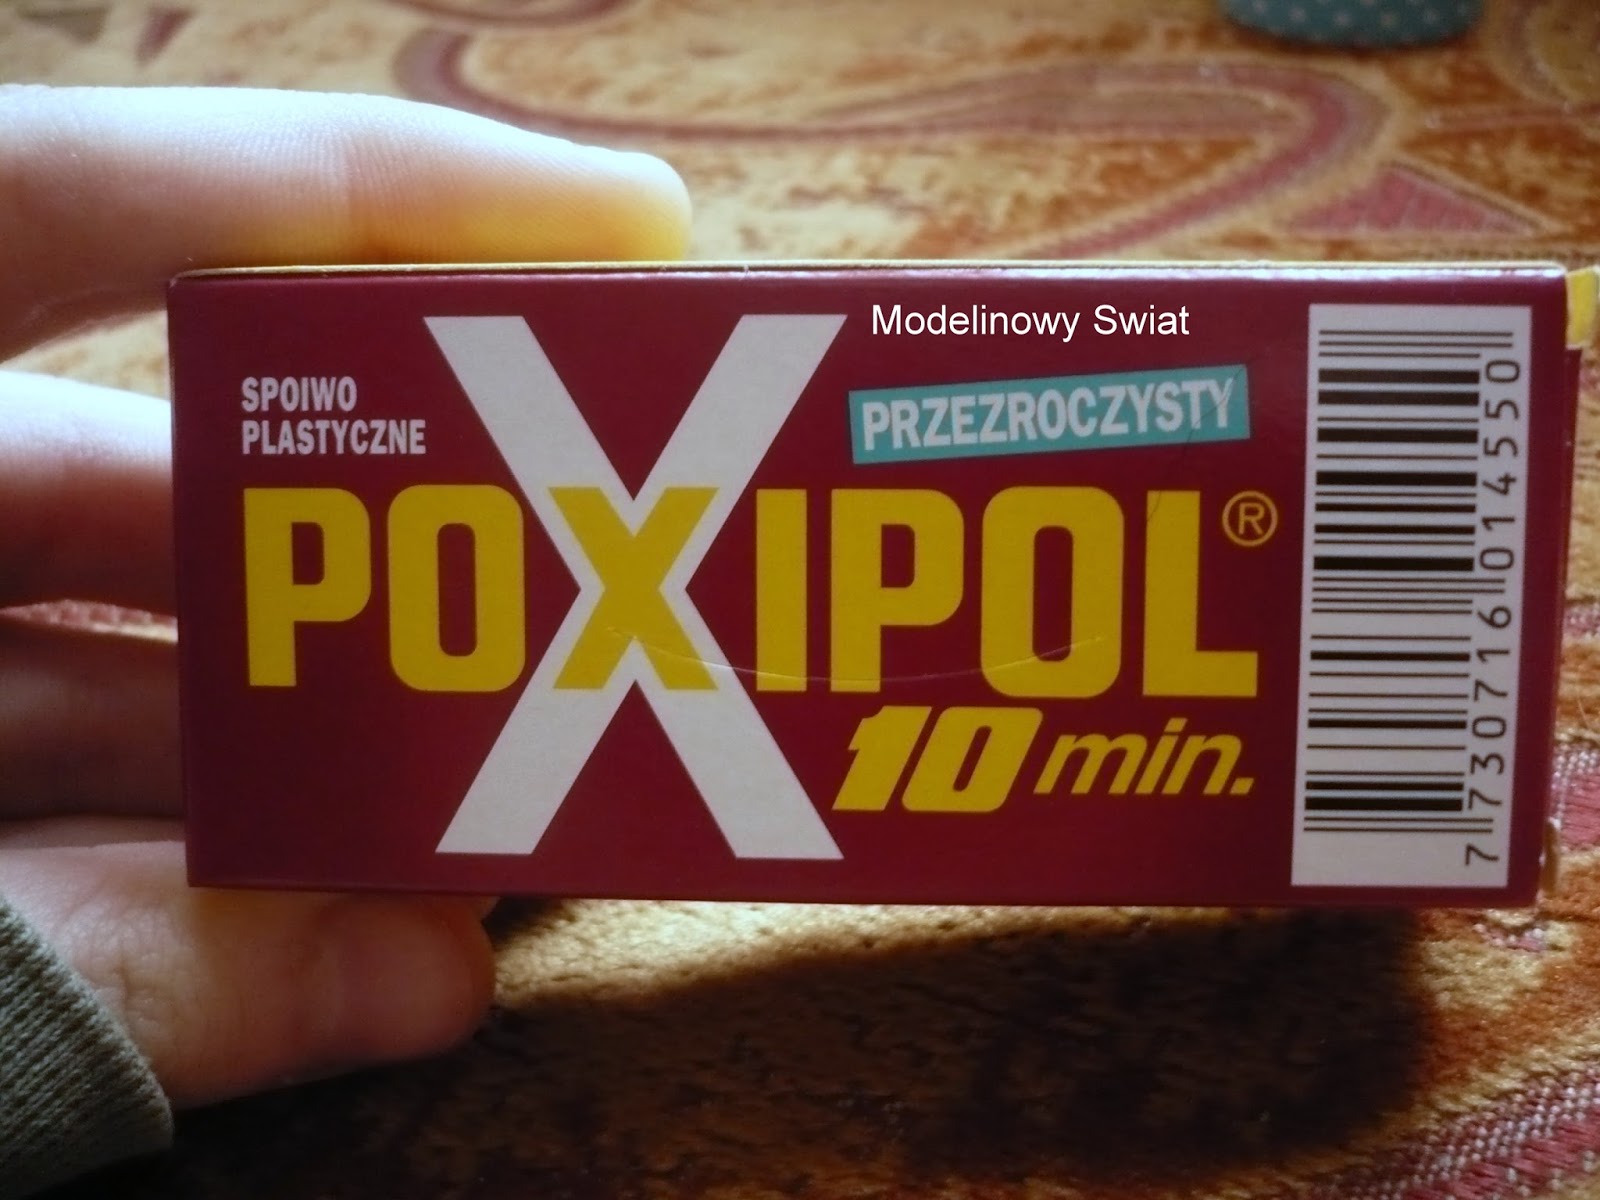 Modelinowy Swiat
SPOIWO
PLASTYCZNE
X
PRZEZROCZYSTY
POXIPOL®
10 min.
7 730716 014550